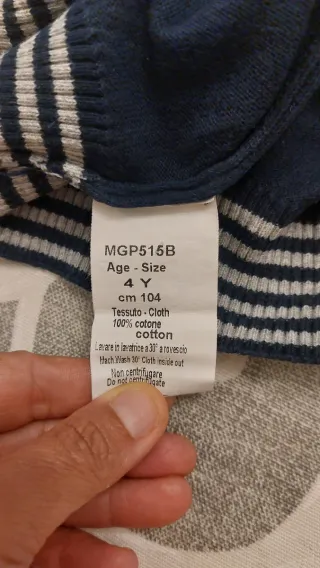 MGP515B
Age - Size
4 Y
cm 104
Tessuto - Cloth
100% cotone
cotton
Lavare in lavatrice a 30° a rovescio
Mach Wash 30° Cloth inside out
Non centrifugare
Do not centrifugate